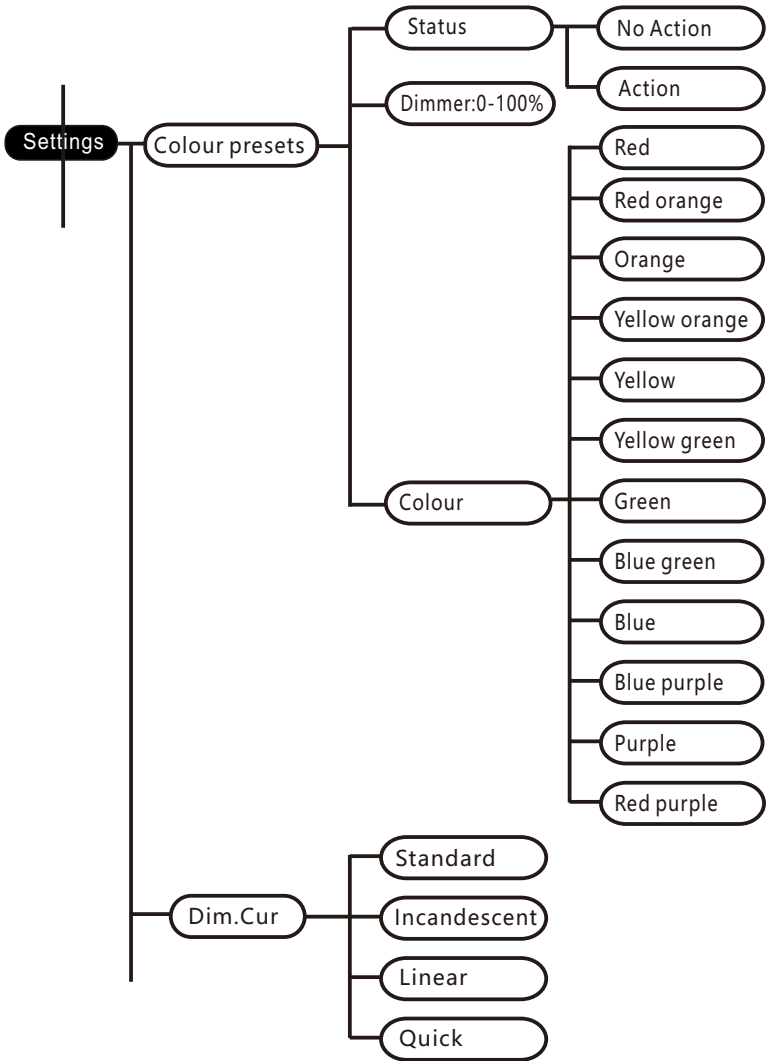 Settings
Colour presets
Status
No Action
Action
Dimmer:0-100%
Colour
Red
Red orange
Orange
Yellow orange
Yellow
Yellow green
Green
Blue green
Blue
Blue purple
Purple
Red purple
Dim.Cur
Standard
Incandescent
Linear
Quick